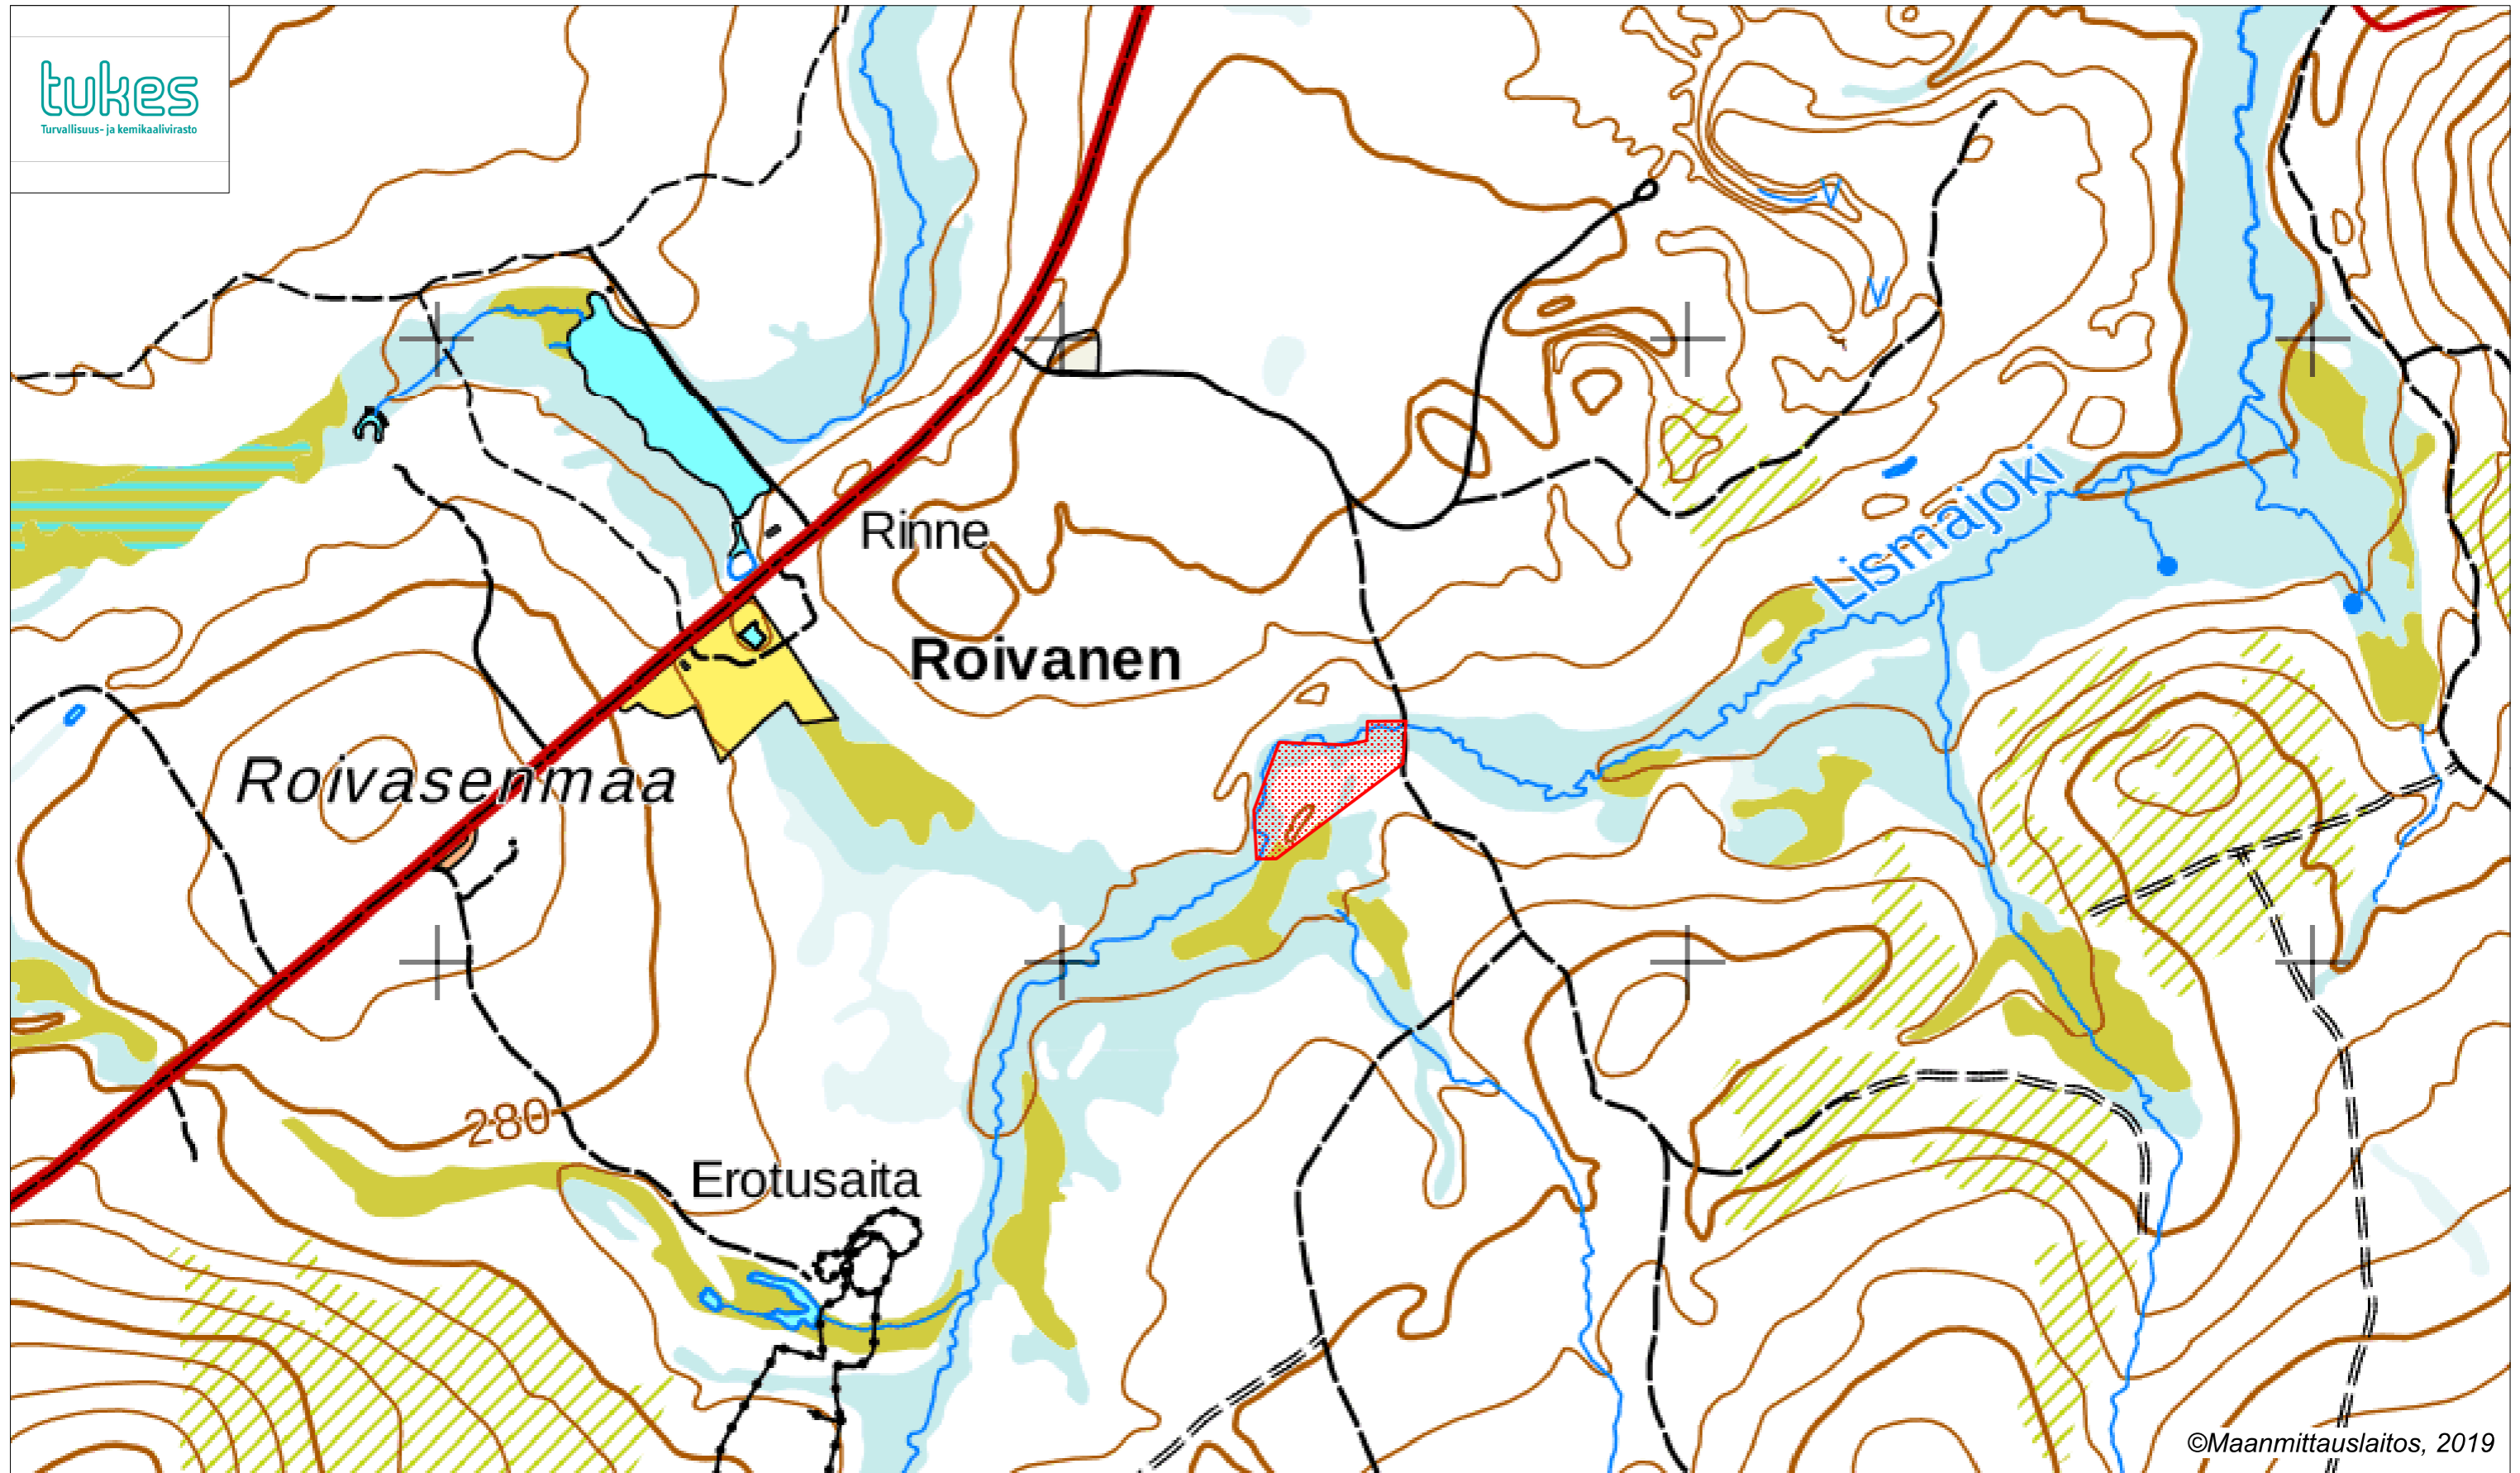 tukes
Turvallisuus- ja kemikaalivirasto
V
V
Lismajoki
Rinne
Roivanen
Roivasenmaa
280
Erotusaita
©Maanmittauslaitos, 2019